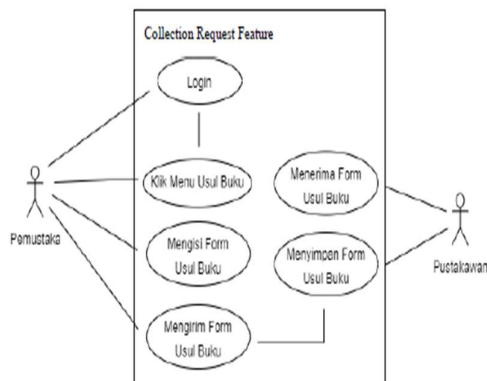 Collection Request Feature
Login
Klik Menu Usul Buku
Menerima Form
Usul Buku
Pemustaka
Mengisi Form
Usul Buku
Menyimpan Form
Usul Buku
Pustakawan
Mengirim Form
Usul Buku